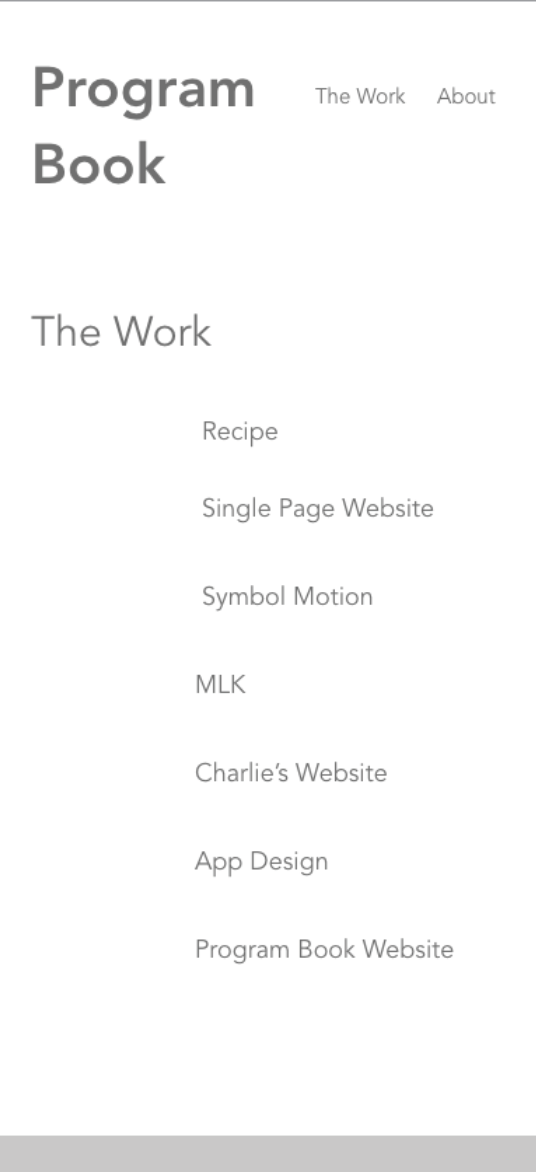 Program
Book
The Work About
The Work
Recipe
Single Page Website
Symbol Motion
MLK
Charlie’s Website
App Design
Program Book Website